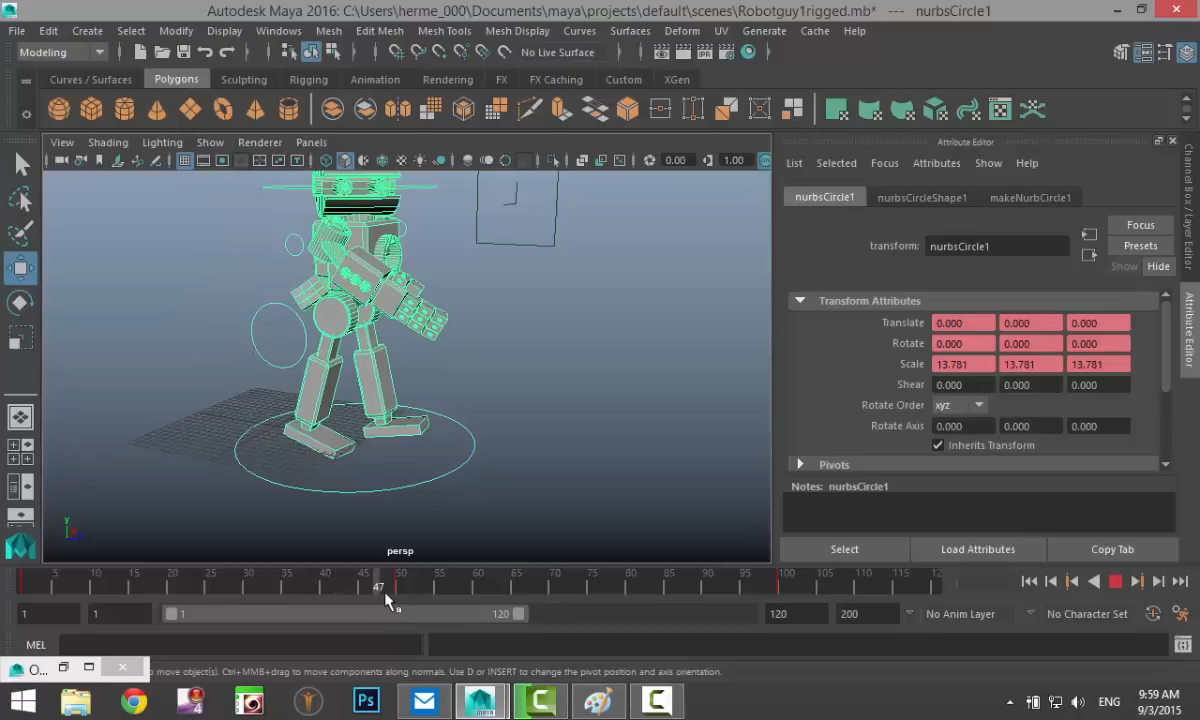 Autodesk Maya 2016: C:\Users\herme_000\Documents\maya\projects\default\scenes\Robotguy1rigged.mb* --- nurbsCircle1
File Edit Create Select Modify Display Windows Mesh Edit Mesh Mesh Tools Mesh Display Curves Surfaces Deform UV Generate Cache Help
Modeling No Live Surface
Curves / Surfaces Polygons Sculpting Rigging Animation Rendering FX FX Caching Custom XGen
View Shading Lighting Show Renderer Panels
0.00 1.00
persp
Attribute Editor
List Selected Focus Attributes Show Help
nurbsCircle1 nurbsCircleShape1 makeNurbCircle1
Focus
transform: nurbsCircle1 Presets
Show Hide
Transform Attributes
Translate 0.000 0.000 0.000
Rotate 0.000 0.000 0.000
Scale 13.781 13.781 13.781
Shear 0.000 0.000 0.000
Rotate Order xyz
Rotate Axis 0.000 0.000 0.000
Inherits Transform
Pivots
Notes: nurbsCircle1
Select Load Attributes Copy Tab
Channel Box / Layer Editor
Attribute Editor
5 10 15 20 25 30 35 40 45 50 55 60 65 70 75 80 85 90 95 100 105 110 115 12
47
1 1 1 120 120 200 No Anim Layer No Character Set
MEL
O... to move object(s). Ctrl+MMB+drag to move components along normals. Use D or INSERT to change the pivot position and axis orientation.
ENG
9:59 AM
9/3/2015